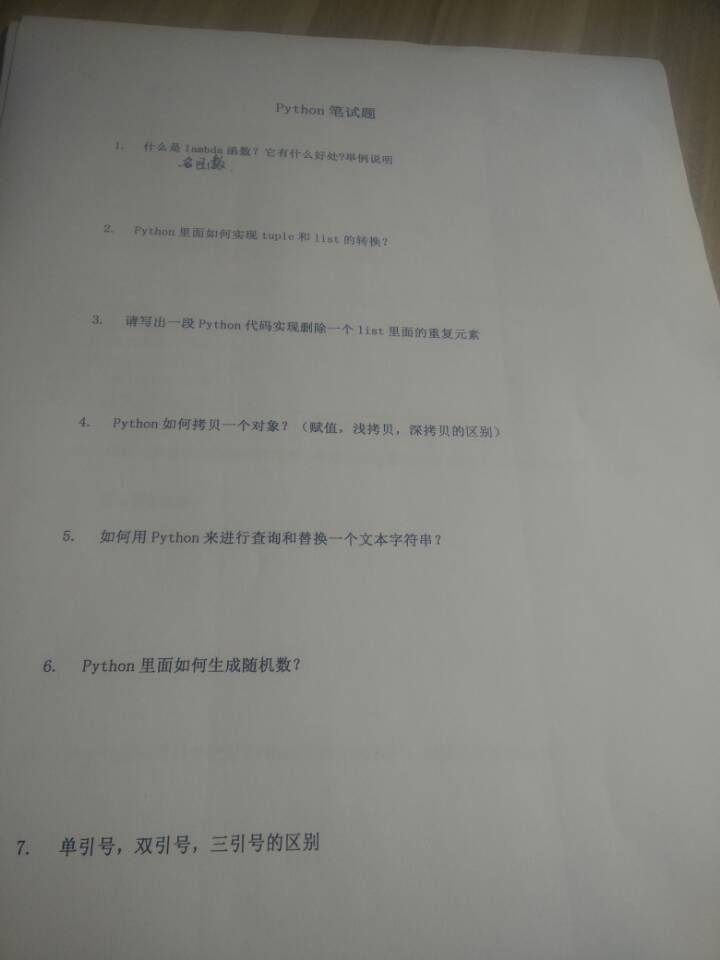 Python 笔试题
1. 什么是 lambda 函数？它有什么好处?举例说明
2. Python 里面如何实现 tuple 和 list 的转换？
3. 请写出一段 Python 代码实现删除一个 list 里面的重复元素
4. Python 如何拷贝一个对象？（赋值，浅拷贝，深拷贝的区别）
5. 如何用 Python 来进行查询和替换一个文本字符串？
6. Python 里面如何生成随机数？
7. 单引号，双引号，三引号的区别